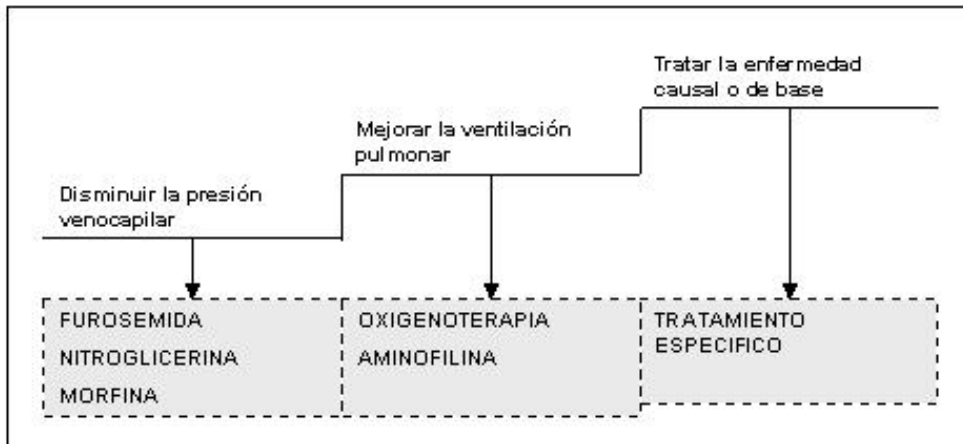 Disminuir la presión
venocapilar
FUROSEMIDA
NITROGLICERINA
MORFINA
Mejorar la ventilación
pulmonar
OXIGENOTERAPIA
AMINOFILINA
Tratar la enfermedad
causal o de base
TRATAMIENTO
ESPECIFICO